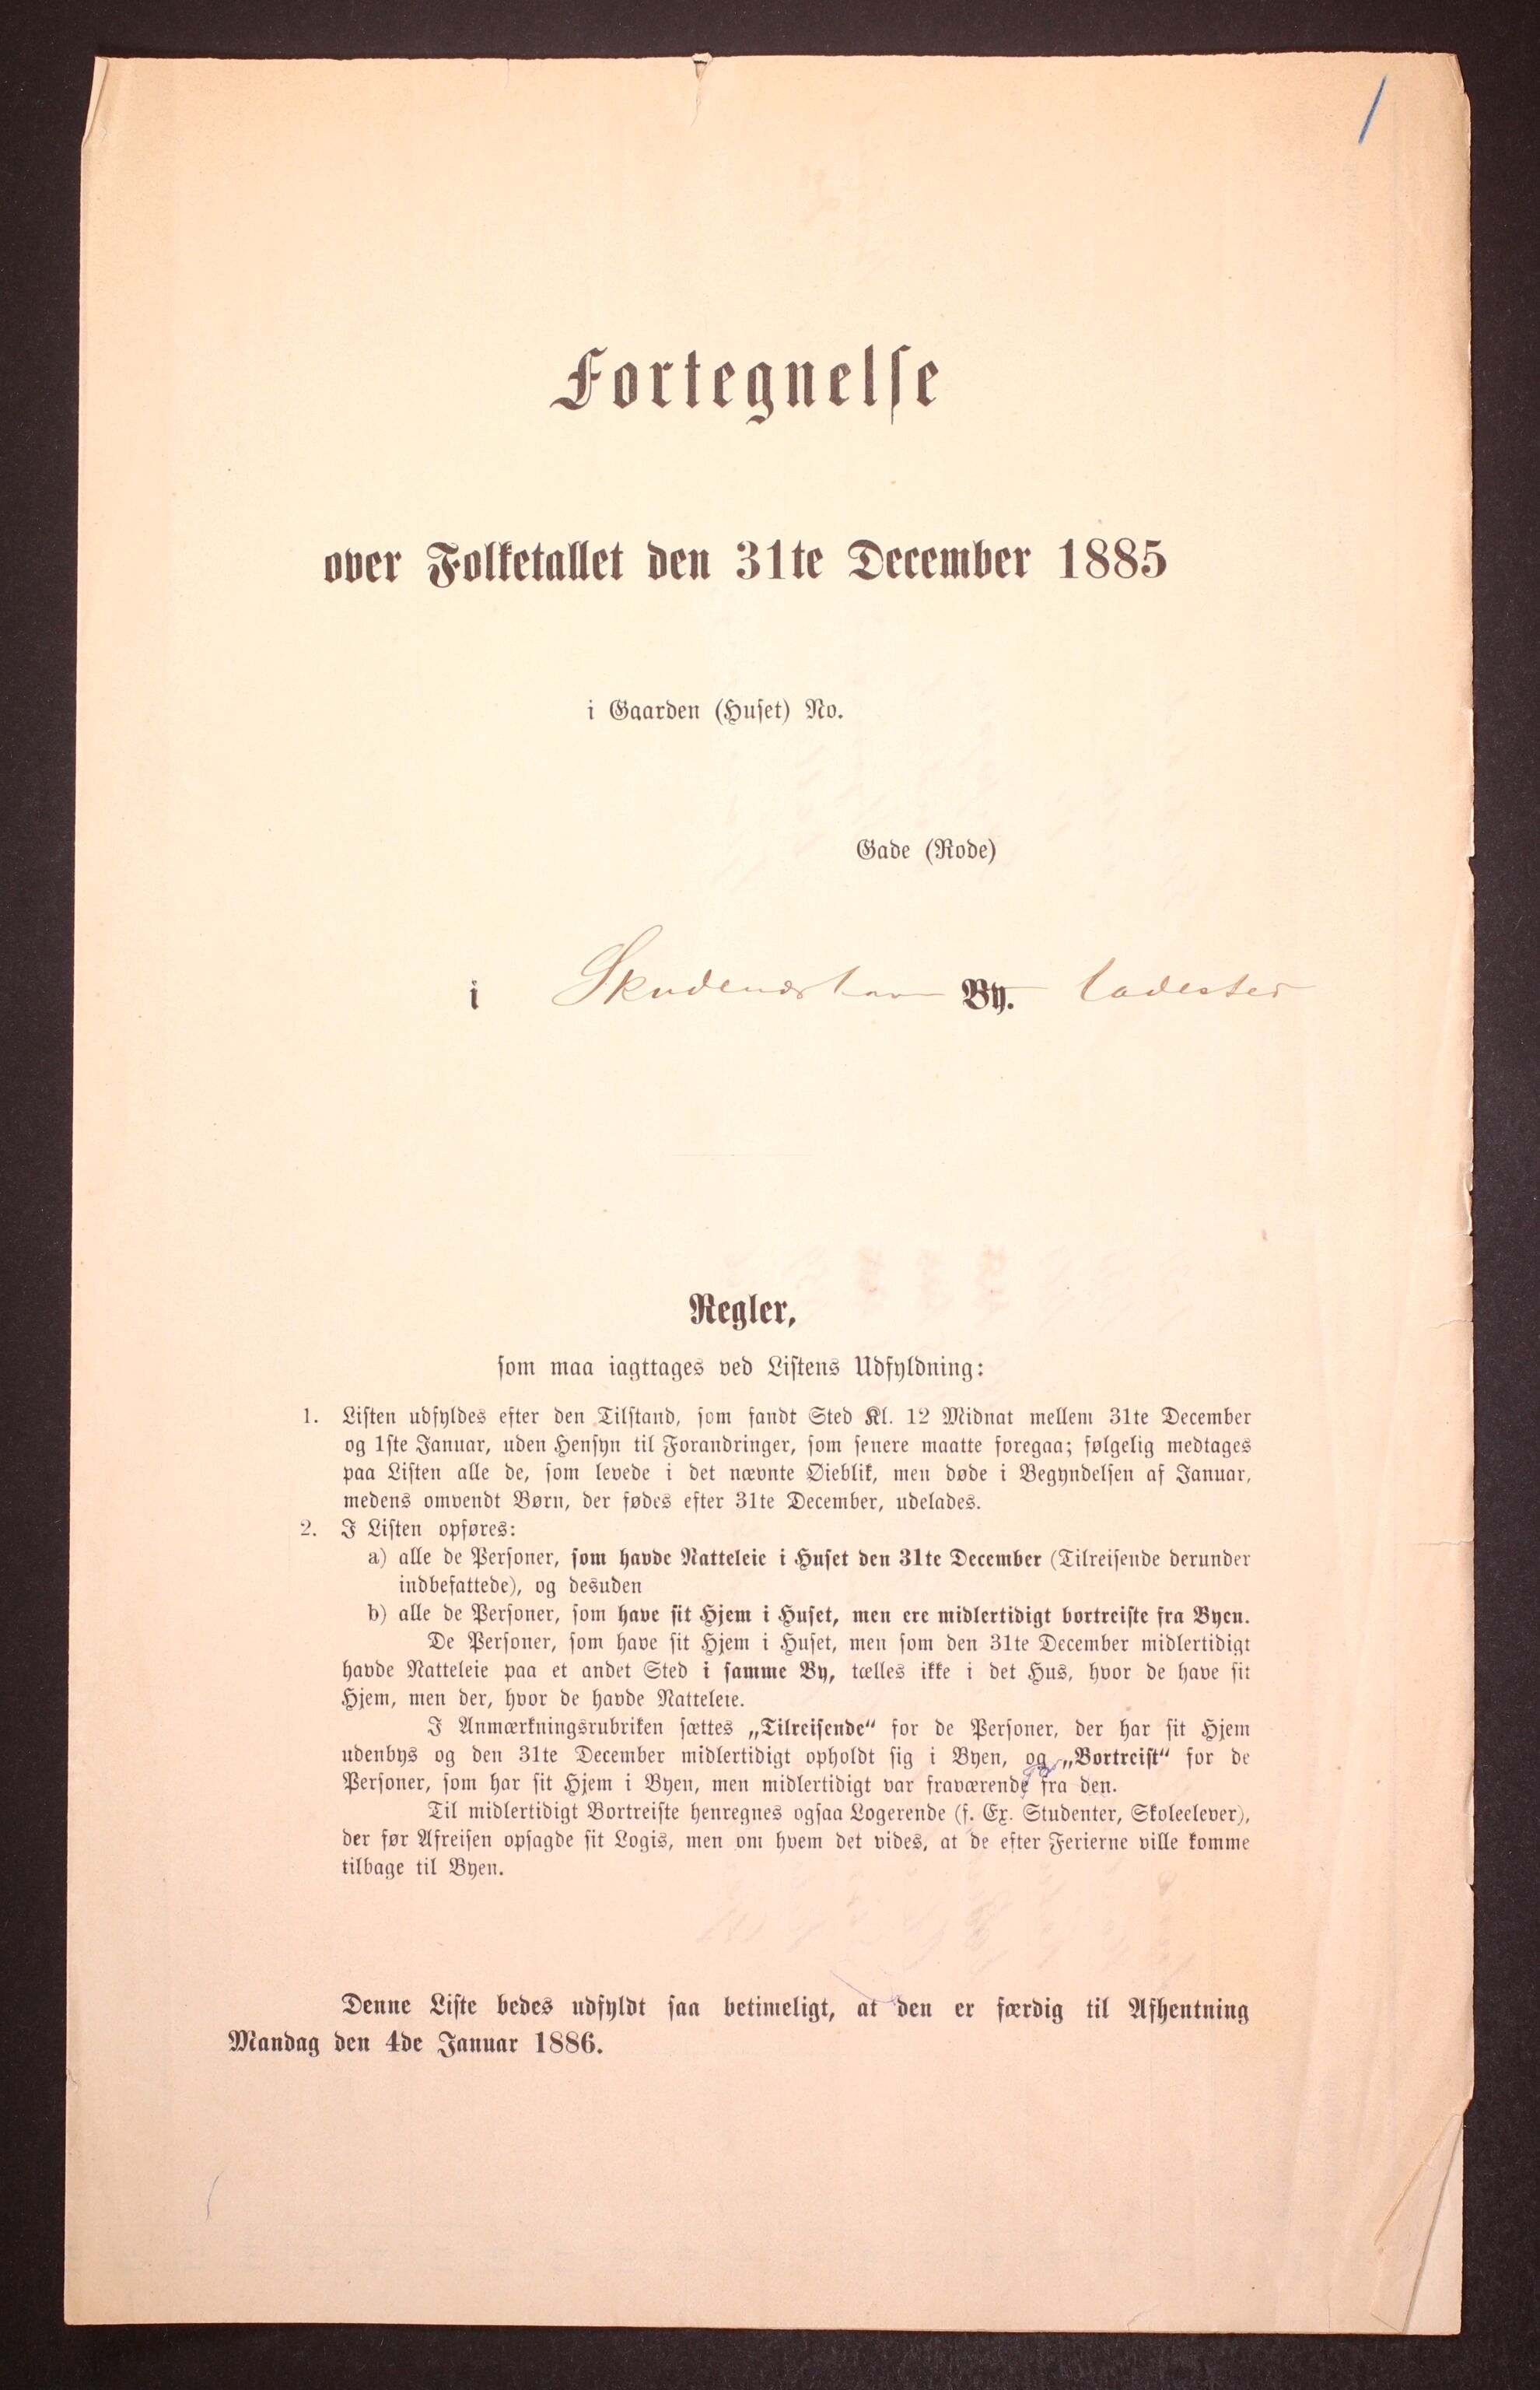 1
Fortegnelse
over Folketallet den 31te December 1885
i Gaarden (Huset) No.
Gade (Rode)
i Skudeneshavn By. Ladested
Regler,
som maa iagttages ved Listens Udfyldning:
1. Listen udfyldes efter den Tilstand, som fandt Sted Kl. 12 Midnat mellem 31te December
og 1ste Januar, uden Hensyn til Forandringer, som senere maatte foregaa; følgelig medtages
paa Listen alle de, som levede i det nævnte Øieblik, men døde i Begyndelsen af Januar,
medens omvendt Børn, der fødes efter 31te December, udelades.
2. I Listen opføres:
a) alle de Personer, som havde Natteleie i Huset den 31te December (Tilreisende derunder
indbefattede), og desuden
b) alle de Personer, som have sit Hjem i Huset, men ere midlertidigt bortreiste fra Byen.
De Personer, som have sit Hjem i Huset, men som den 31te December midlertidigt
havde Natteleie paa et andet Sted i samme By, tælles ikke i det Hus, hvor de have sit
Hjem, men der, hvor de havde Natteleie.
I Anmærkningsrubriken sættes „Tilreisende“ for de Personer, der har sit Hjem
udenbys og den 31te December midlertidigt opholdt sig i Byen, og „Bortreist“ for de
Personer, som har sit Hjem i Byen, men midlertidigt var fraværende fra den.
Til midlertidigt Bortreiste henregnes ogsaa Logerende (f. Ex. Studenter, Skoleelever),
der før Afreisen opsagde sit Logis, men om hvem det vides, at de efter Ferierne ville komme
tilbage til Byen.
Denne Liste bedes udfyldt saa betimeligt, at den er færdig til Afhentning
Mandag den 4de Januar 1886.